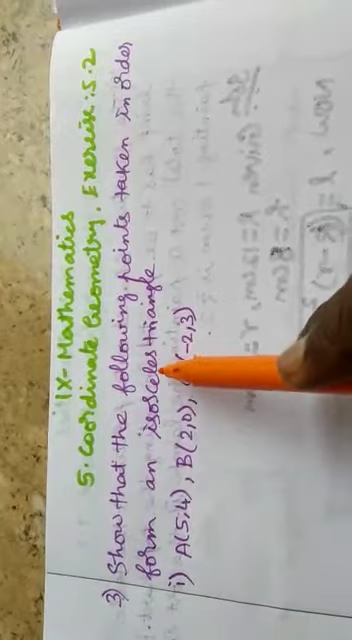 IX-Mathematics
5. Coordinate Geometry. Exercise: 5.2
3) Show that the following points taken in order
form an isosceles triangle
i) A(5,4), B(2,0), (-2,3)